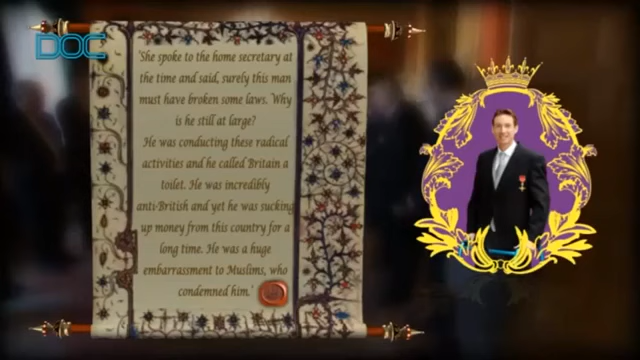 DOC
'She spoke to the home secretary at
the time and said, surely this man
must have broken some laws. Why
is he still at large?
He was conducting these radical
activities and he called Britain a
toilet. He was incredibly
anti-British and yet he was sucking
up money from this country for a
long time. He was a huge
embarrassment to Muslims, who
condemned him.'